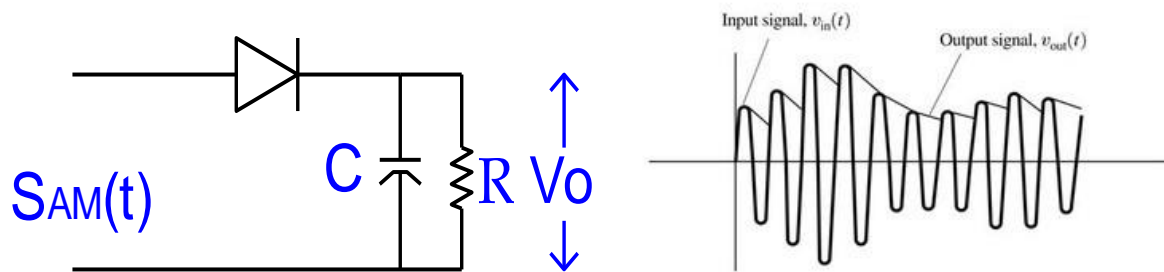 SAM(t)
C
R
Vo
Input signal, vin(t)
Output signal, vout(t)